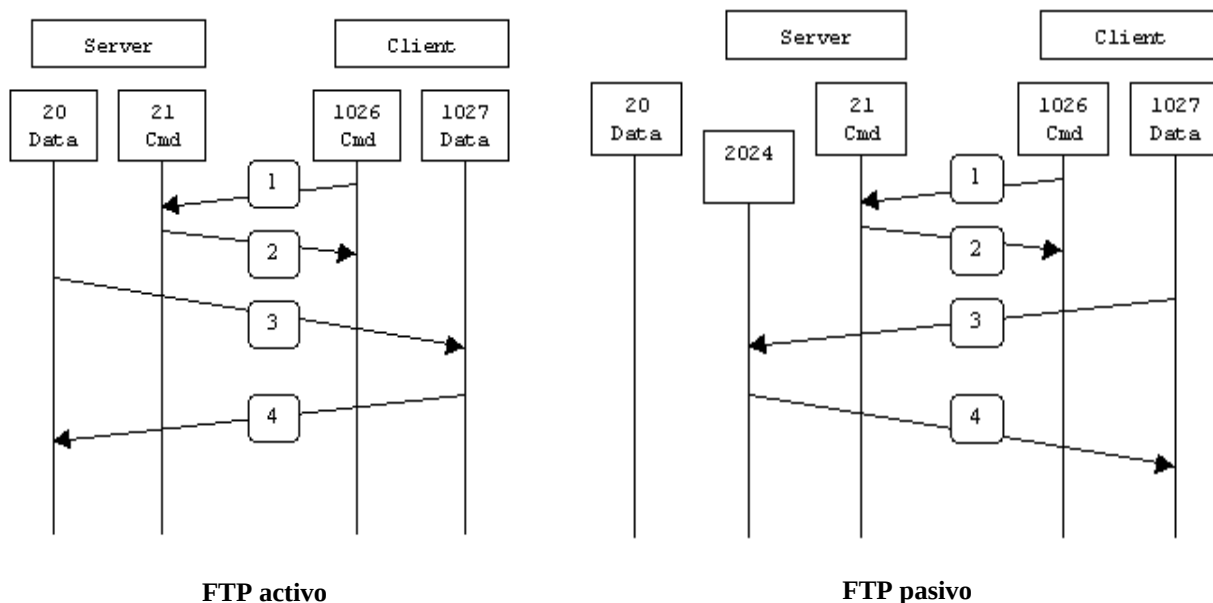 Server
Client
20
Data
21
Cmd
1026
Cmd
1027
Data
1
2
3
4
FTP activo
Server
Client
20
Data
2024
21
Cmd
1026
Cmd
1027
Data
1
2
3
4
FTP pasivo